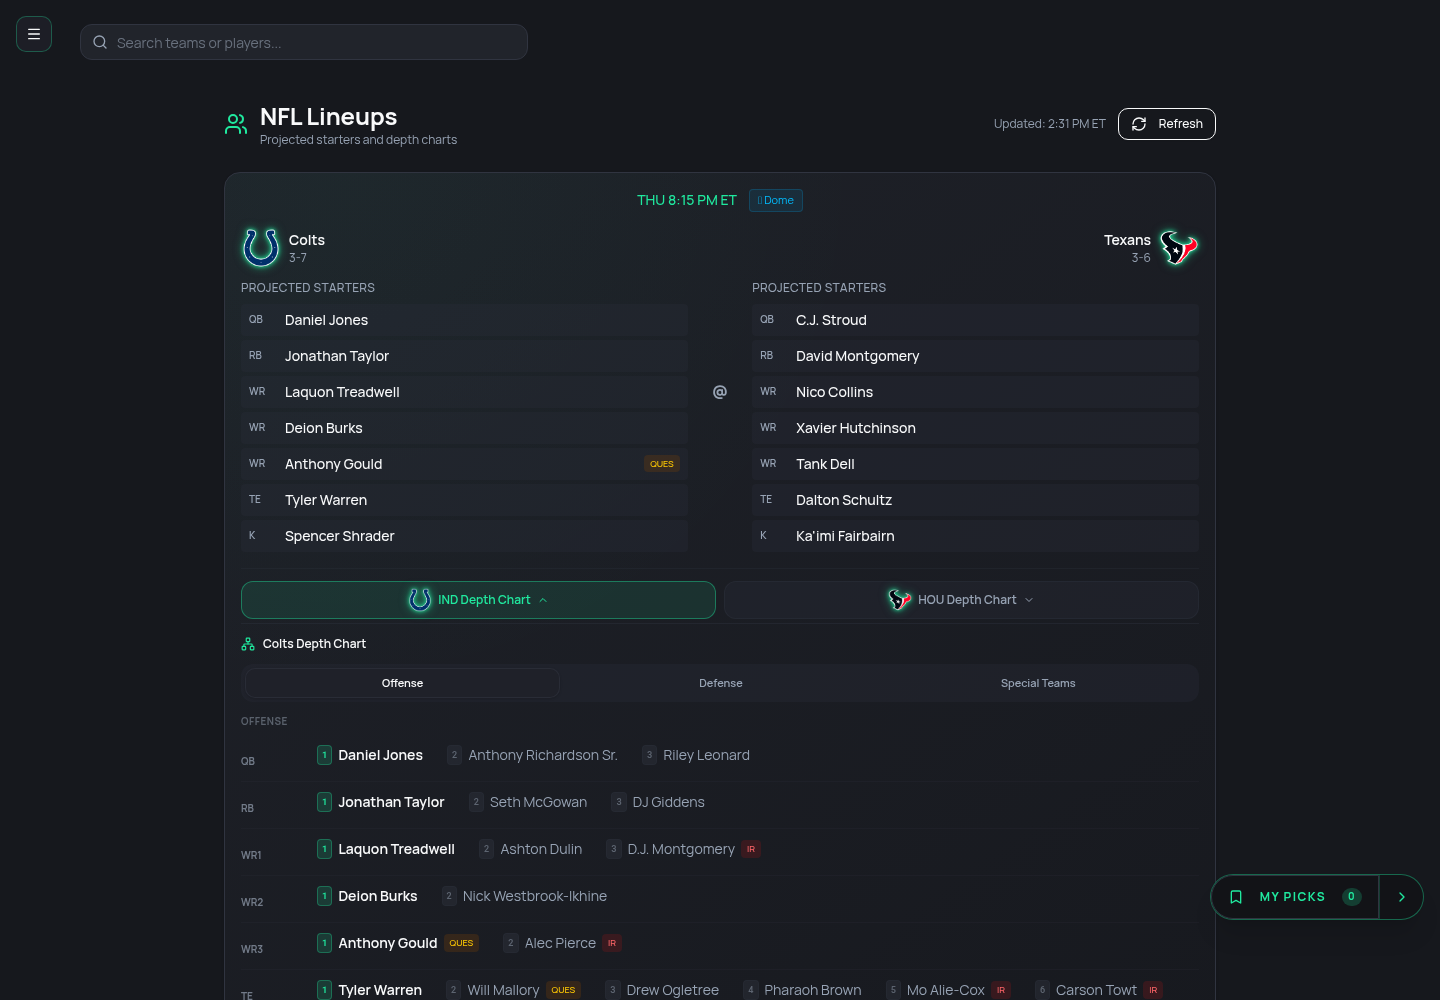 Search teams or players...
NFL Lineups
Projected starters and depth charts
Updated: 2:31 PM ET
Refresh
THU 8:15 PM ET
Dome
Colts
3-7
Texans
3-6
PROJECTED STARTERS
QB Daniel Jones
RB Jonathan Taylor
WR Laquon Treadwell
WR Deion Burks
WR Anthony Gould QUES
TE Tyler Warren
K Spencer Shrader
@
PROJECTED STARTERS
QB C.J. Stroud
RB David Montgomery
WR Nico Collins
WR Xavier Hutchinson
WR Tank Dell
TE Dalton Schultz
K Ka'imi Fairbairn
IND Depth Chart
HOU Depth Chart
Colts Depth Chart
Offense
Defense
Special Teams
OFFENSE
QB 1 Daniel Jones 2 Anthony Richardson Sr. 3 Riley Leonard
RB 1 Jonathan Taylor 2 Seth McGowan 3 DJ Giddens
WR1 1 Laquon Treadwell 2 Ashton Dulin 3 D.J. Montgomery IR
WR2 1 Deion Burks 2 Nick Westbrook-Ikhine
WR3 1 Anthony Gould QUES 2 Alec Pierce IR
TE 1 Tyler Warren 2 Will Mallory QUES 3 Drew Ogletree 4 Pharaoh Brown 5 Mo Alie-Cox IR 6 Carson Towt IR
MY PICKS 0